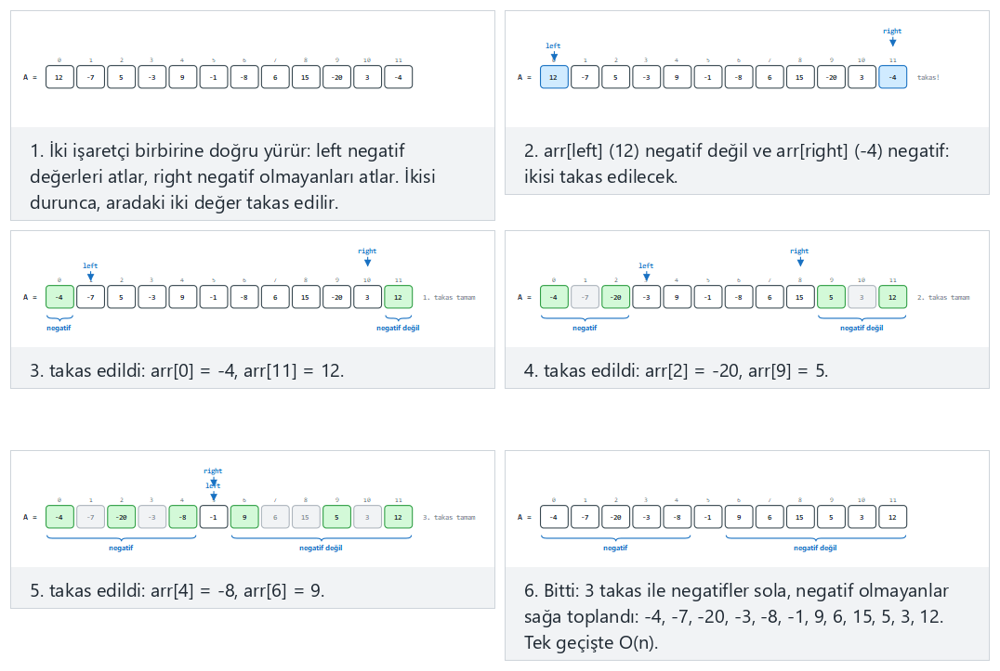 0 1 2 3 4 5 6 7 8 9 10 11
A = 12 -7 5 -3 9 -1 -8 6 15 -20 3 -4
1. İki işaretçi birbirine doğru yürür: left negatif
değerleri atlar, right negatif olmayanları atlar. İkisi
durunca, aradaki iki değer takas edilir.
right
left
1 2 3 4 5 6 7 8 9 10 11
A = 12 -7 5 -3 9 -1 -8 6 15 -20 3 -4 takas!
2. arr[left] (12) negatif değil ve arr[right] (-4) negatif:
ikisi takas edilecek.
right
left
0 2 3 4 5 6 7 8 9 10 11
A = -4 -7 5 -3 9 -1 -8 6 15 -20 3 12 1. takas tamam
negatif negatif değil
3. takas edildi: arr[0] = -4, arr[11] = 12.
right
left
0 1 2 4 5 6 7 8 9 10 11
A = -4 -7 -20 -3 9 -1 -8 6 15 5 3 12 2. takas tamam
negatif negatif değil
4. takas edildi: arr[2] = -20, arr[9] = 5.
right
left
0 1 2 3 4 6 7 8 9 10 11
A = -4 -7 -20 -3 -8 -1 9 6 15 5 3 12 3. takas tamam
negatif negatif değil
5. takas edildi: arr[4] = -8, arr[6] = 9.
0 1 2 3 4 5 6 7 8 9 10 11
A = -4 -7 -20 -3 -8 -1 9 6 15 5 3 12
negatif negatif değil
6. Bitti: 3 takas ile negatifler sola, negatif olmayanlar
sağa toplandı: -4, -7, -20, -3, -8, -1, 9, 6, 15, 5, 3, 12.
Tek geçişte O(n).